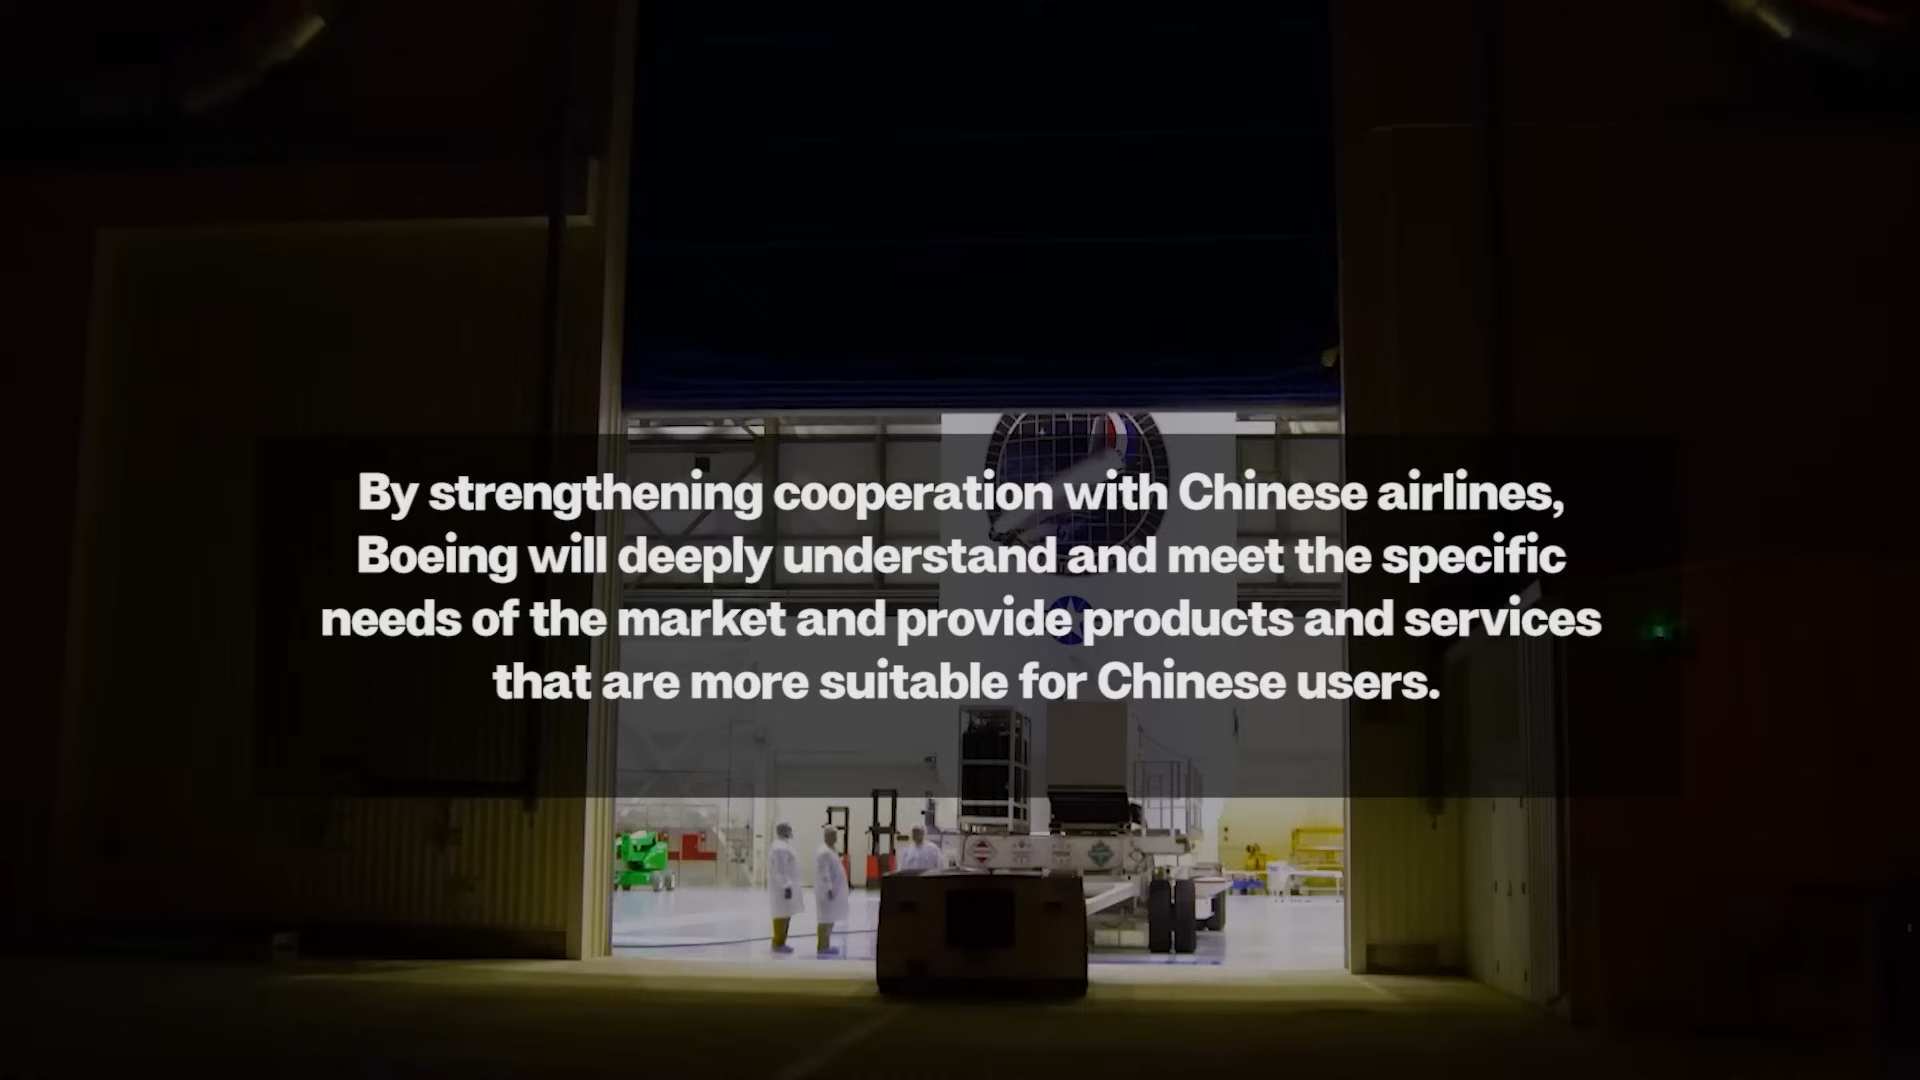 By strengthening cooperation with Chinese airlines,
Boeing will deeply understand and meet the specific
needs of the market and provide products and services
that are more suitable for Chinese users.